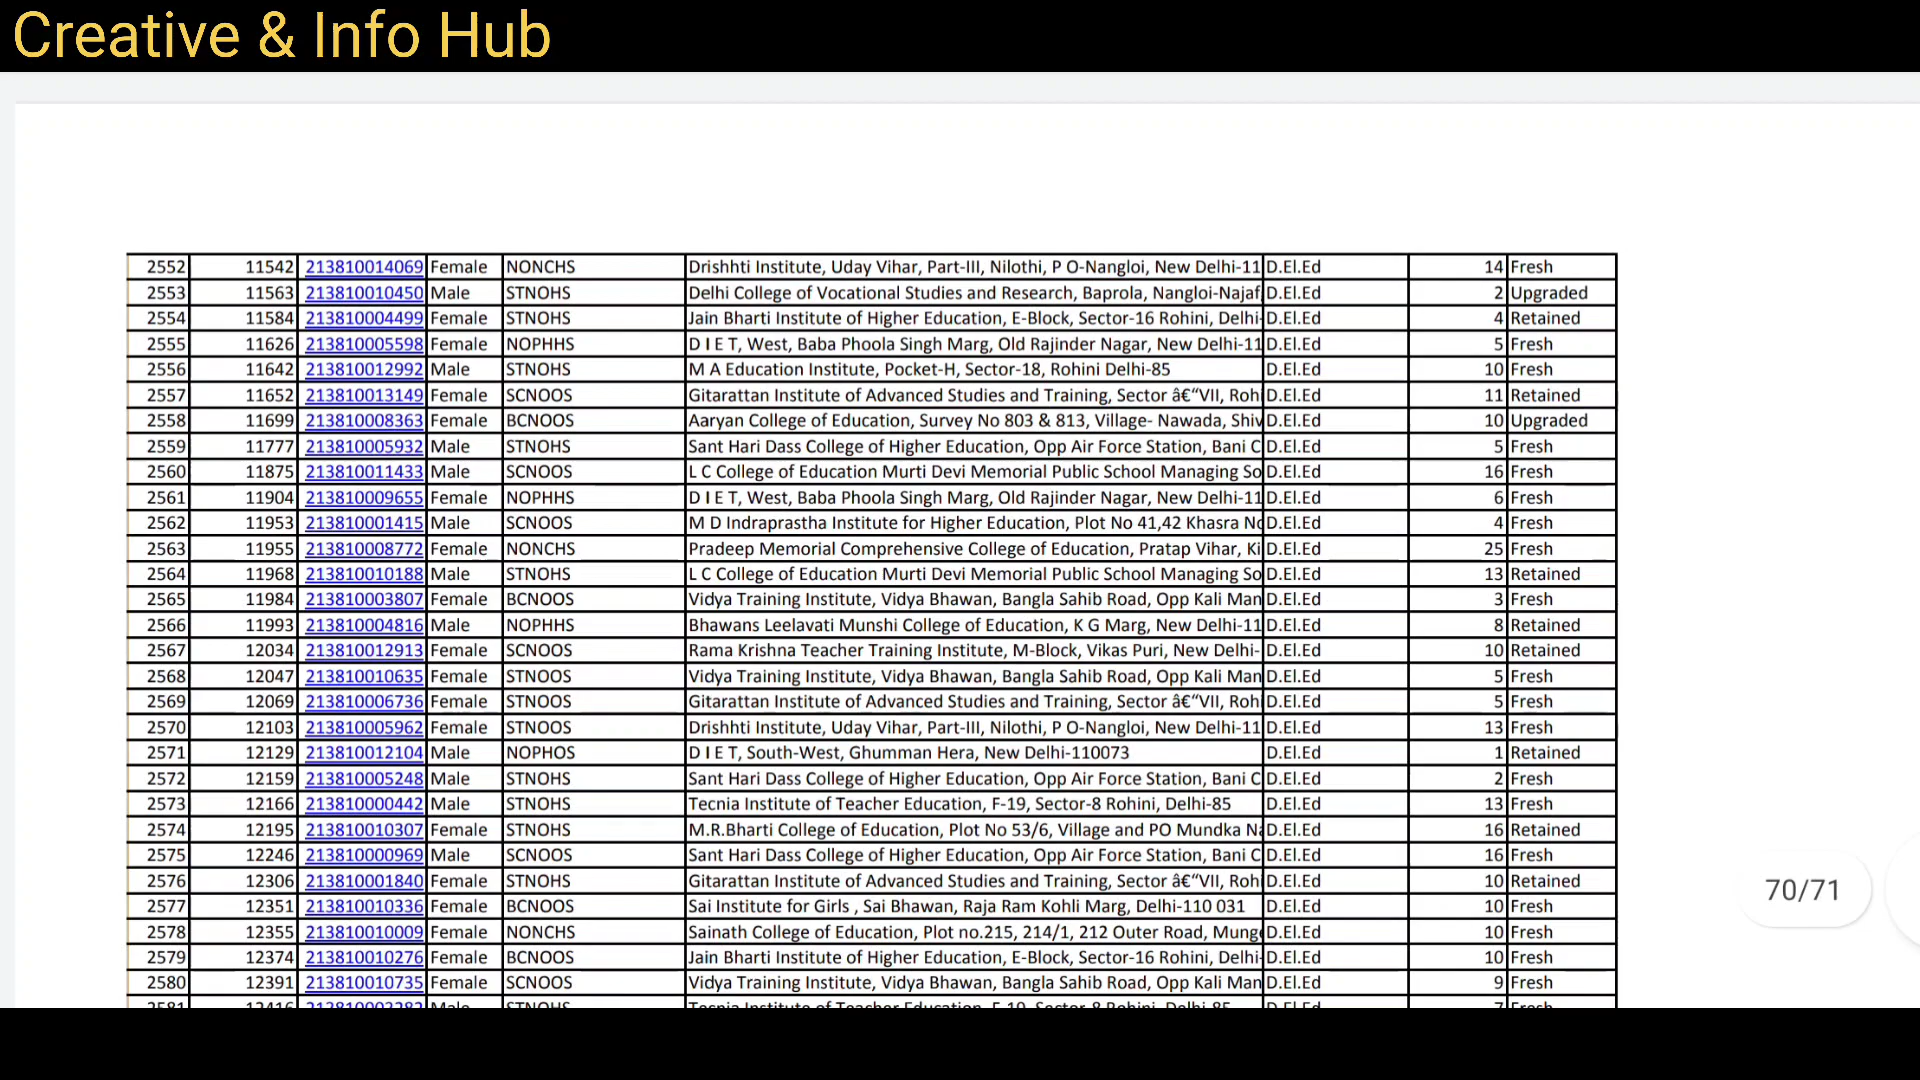 Creative & Info Hub
2552 11542 213810014069 Female NONCHS Drishhti Institute, Uday Vihar, Part-III, Nilothi, P O-Nangloi, New Delhi-11 D.El.Ed 14 Fresh
2553 11563 213810010450 Male STNOHS Delhi College of Vocational Studies and Research, Baprola, Nangloi-Najaf D.El.Ed 2 Upgraded
2554 11584 213810004499 Female STNOHS Jain Bharti Institute of Higher Education, E-Block, Sector-16 Rohini, Delhi- D.El.Ed 4 Retained
2555 11626 213810005598 Female NOPHHS D I E T, West, Baba Phoola Singh Marg, Old Rajinder Nagar, New Delhi-11 D.El.Ed 5 Fresh
2556 11642 213810012992 Male STNOHS M A Education Institute, Pocket-H, Sector-18, Rohini Delhi-85 D.El.Ed 10 Fresh
2557 11652 213810013149 Female SCNOOS Gitarattan Institute of Advanced Studies and Training, Sector â€“VII, Roh D.El.Ed 11 Retained
2558 11699 213810008363 Female BCNOOS Aaryan College of Education, Survey No 803 & 813, Village- Nawada, Shiv D.El.Ed 10 Upgraded
2559 11777 213810005932 Male STNOHS Sant Hari Dass College of Higher Education, Opp Air Force Station, Bani C D.El.Ed 5 Fresh
2560 11875 213810011433 Male SCNOOS L C College of Education Murti Devi Memorial Public School Managing So D.El.Ed 16 Fresh
2561 11904 213810009655 Female NOPHHS D I E T, West, Baba Phoola Singh Marg, Old Rajinder Nagar, New Delhi-11 D.El.Ed 6 Fresh
2562 11953 213810001415 Male SCNOOS M D Indraprastha Institute for Higher Education, Plot No 41,42 Khasra No D.El.Ed 4 Fresh
2563 11955 213810008772 Female NONCHS Pradeep Memorial Comprehensive College of Education, Pratap Vihar, Ki D.El.Ed 25 Fresh
2564 11968 213810010188 Male STNOHS L C College of Education Murti Devi Memorial Public School Managing So D.El.Ed 13 Retained
2565 11984 213810003807 Female BCNOOS Vidya Training Institute, Vidya Bhawan, Bangla Sahib Road, Opp Kali Man D.El.Ed 3 Fresh
2566 11993 213810004816 Male NOPHHS Bhawans Leelavati Munshi College of Education, K G Marg, New Delhi-11 D.El.Ed 8 Retained
2567 12034 213810012913 Female SCNOOS Rama Krishna Teacher Training Institute, M-Block, Vikas Puri, New Delhi- D.El.Ed 10 Retained
2568 12047 213810010635 Female STNOOS Vidya Training Institute, Vidya Bhawan, Bangla Sahib Road, Opp Kali Man D.El.Ed 5 Fresh
2569 12069 213810006736 Female STNOOS Gitarattan Institute of Advanced Studies and Training, Sector â€“VII, Roh D.El.Ed 5 Fresh
2570 12103 213810005962 Female STNOOS Drishhti Institute, Uday Vihar, Part-III, Nilothi, P O-Nangloi, New Delhi-11 D.El.Ed 13 Fresh
2571 12129 213810012104 Male NOPHOS D I E T, South-West, Ghumman Hera, New Delhi-110073 D.El.Ed 1 Retained
2572 12159 213810005248 Male STNOHS Sant Hari Dass College of Higher Education, Opp Air Force Station, Bani C D.El.Ed 2 Fresh
2573 12166 213810000442 Male STNOHS Tecnia Institute of Teacher Education, F-19, Sector-8 Rohini, Delhi-85 D.El.Ed 13 Fresh
2574 12195 213810010307 Female STNOHS M.R.Bharti College of Education, Plot No 53/6, Village and PO Mundka Na D.El.Ed 16 Retained
2575 12246 213810000969 Male SCNOOS Sant Hari Dass College of Higher Education, Opp Air Force Station, Bani C D.El.Ed 16 Fresh
2576 12306 213810001840 Female STNOHS Gitarattan Institute of Advanced Studies and Training, Sector â€“VII, Roh D.El.Ed 10 Retained
70/71
2577 12351 213810010336 Female BCNOOS Sai Institute for Girls , Sai Bhawan, Raja Ram Kohli Marg, Delhi-110 031 D.El.Ed 10 Fresh
2578 12355 213810010009 Female NONCHS Sainath College of Education, Plot no.215, 214/1, 212 Outer Road, Munge D.El.Ed 10 Fresh
2579 12374 213810010276 Female BCNOOS Jain Bharti Institute of Higher Education, E-Block, Sector-16 Rohini, Delhi- D.El.Ed 10 Fresh
2580 12391 213810010735 Female SCNOOS Vidya Training Institute, Vidya Bhawan, Bangla Sahib Road, Opp Kali Man D.El.Ed 9 Fresh